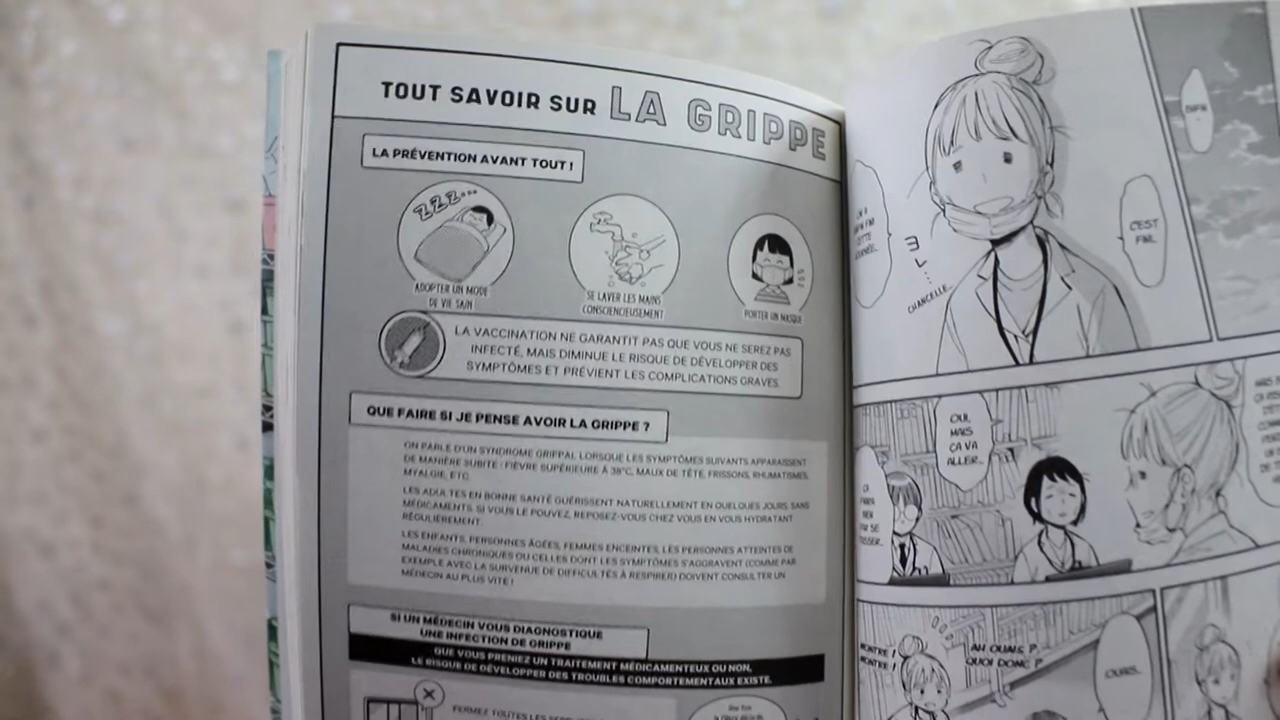 TOUT SAVOIR SUR LA GRIPPE
LA PRÉVENTION AVANT TOUT !
ZZZ...
ADOPTER UN MODE
DE VIE SAIN
SE LAVER LES MAINS
CONSCIENCIEUSEMENT
PORTER UN MASQUE
LA VACCINATION NE GARANTIT PAS QUE VOUS NE SEREZ PAS
INFECTÉ, MAIS DIMINUE LE RISQUE DE DÉVELOPPER DES
SYMPTÔMES ET PRÉVIENT LES COMPLICATIONS GRAVES.
QUE FAIRE SI JE PENSE AVOIR LA GRIPPE ?
ON PARLE D'UN SYNDROME GRIPPAL LORSQUE LES SYMPTÔMES SUIVANTS APPARAISSENT
DE MANIÈRE SUBITE : FIÈVRE SUPÉRIEURE À 38°C, MAUX DE TÊTE, FRISSONS, RHUMATISMES,
MYALGIE, ETC.
LES ADULTES EN BONNE SANTÉ GUÉRISSENT NATURELLEMENT EN QUELQUES JOURS SANS
MÉDICAMENTS. SI VOUS LE POUVEZ, REPOSEZ-VOUS CHEZ VOUS EN VOUS HYDRATANT
RÉGULIÈREMENT.
LES ENFANTS, PERSONNES ÂGÉES, FEMMES ENCEINTES, LES PERSONNES ATTEINTES DE
MALADIES CHRONIQUES OU CELLES DONT LES SYMPTÔMES S'AGGRAVENT (COMME PAR
EXEMPLE AVEC LA SURVENUE DE DIFFICULTÉS À RESPIRER) DOIVENT CONSULTER UN
MÉDECIN AU PLUS VITE !
SI UN MÉDECIN VOUS DIAGNOSTIQUE
UNE INFECTION DE GRIPPE
QUE VOUS PRENIEZ UN TRAITEMENT MÉDICAMENTEUX OU NON,
LE RISQUE DE DÉVELOPPER DES TROUBLES COMPORTEMENTAUX EXISTE.
FERMEZ TOUTES LES
ENFIN
C'EST
FINI.
CHANCELLE
OUI,
MAIS
ÇA VA
ALLER...
MONTRE !
MONTRE !
AH OUAIS ?
QUOI DONC ?
OUAIS.